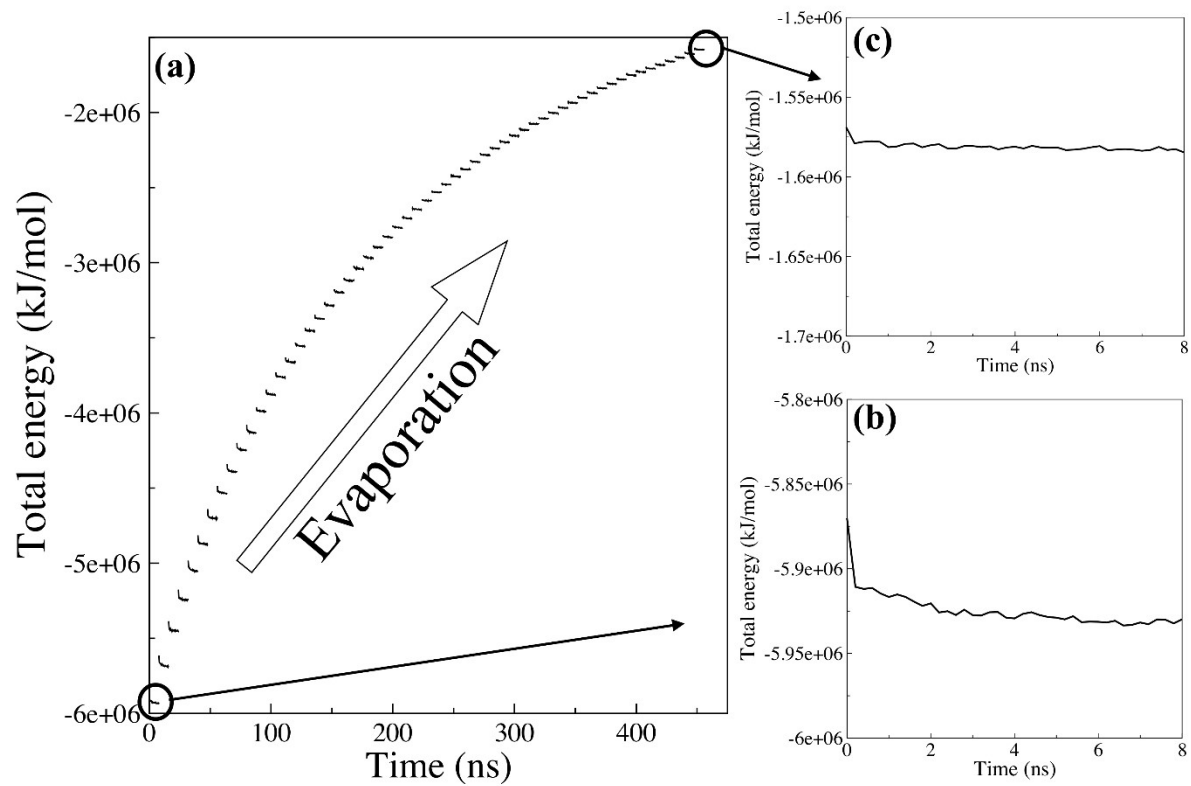 (a)
Total energy (kJ/mol)
-2e+06
-3e+06
-4e+06
-5e+06
-6e+06
Evaporation
0 100 200 300 400
Time (ns)
(c)
Total energy (kJ/mol)
-1.5e+06
-1.55e+06
-1.6e+06
-1.65e+06
-1.7e+06
0 2 4 6 8
Time (ns)
(b)
Total energy (kJ/mol)
-5.8e+06
-5.85e+06
-5.9e+06
-5.95e+06
-6e+06
0 2 4 6 8
Time (ns)